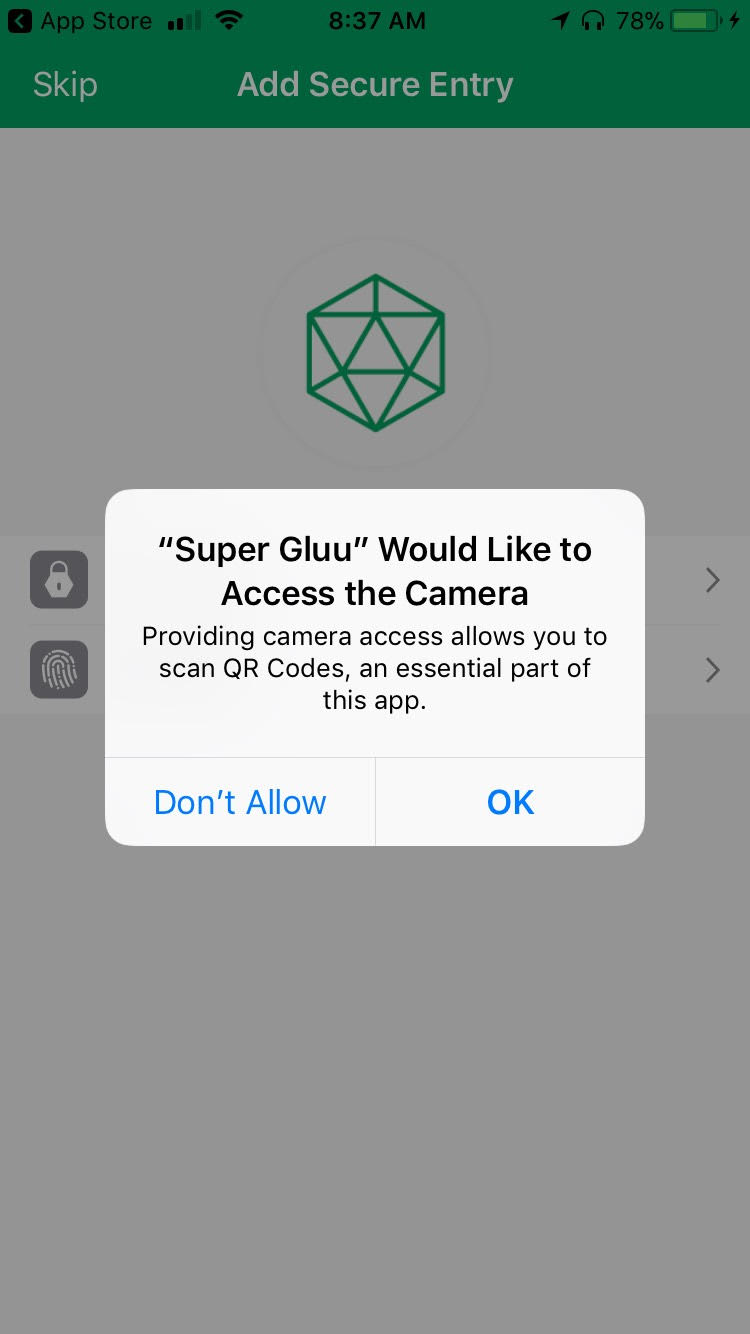 App Store 8:37 AM 78%
Skip Add Secure Entry
“Super Gluu” Would Like to
Access the Camera
Providing camera access allows you to
scan QR Codes, an essential part of
this app.
Don’t Allow OK